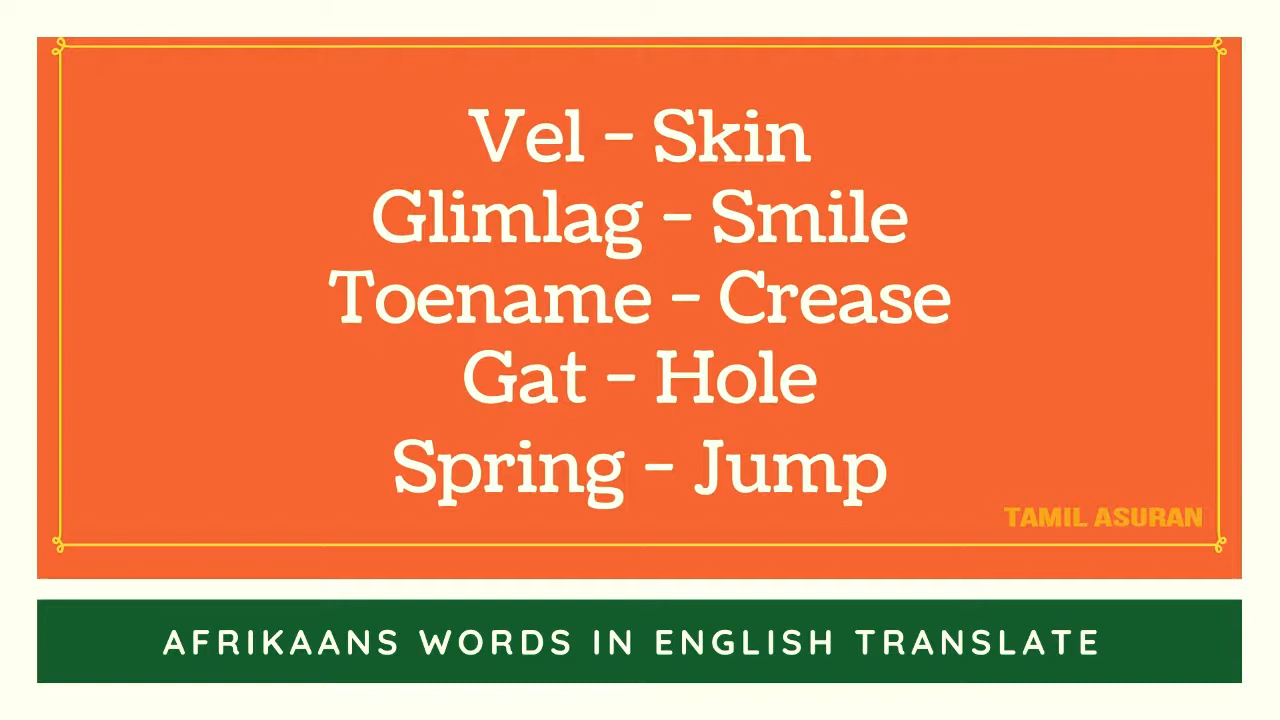 Vel - Skin
Glimlag - Smile
Toename - Crease
Gat - Hole
Spring - Jump
TAMIL ASURAN
AFRIKAANS WORDS IN ENGLISH TRANSLATE